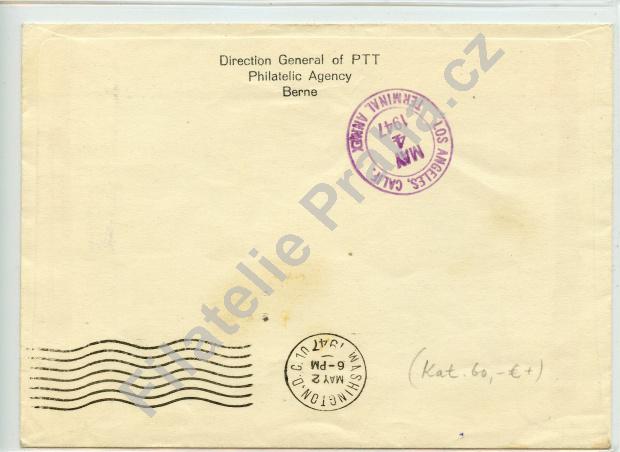 Direction General of PTT
Philatelic Agency
Berne
LOS ANGELES, CALIF.
TERMINAL ANNEX
MAY
4
1947
WASHINGTON, D.C. 10
MAY 2
6-PM
1947
(Kat. 60,-€+)
Filatelie Praha.cz